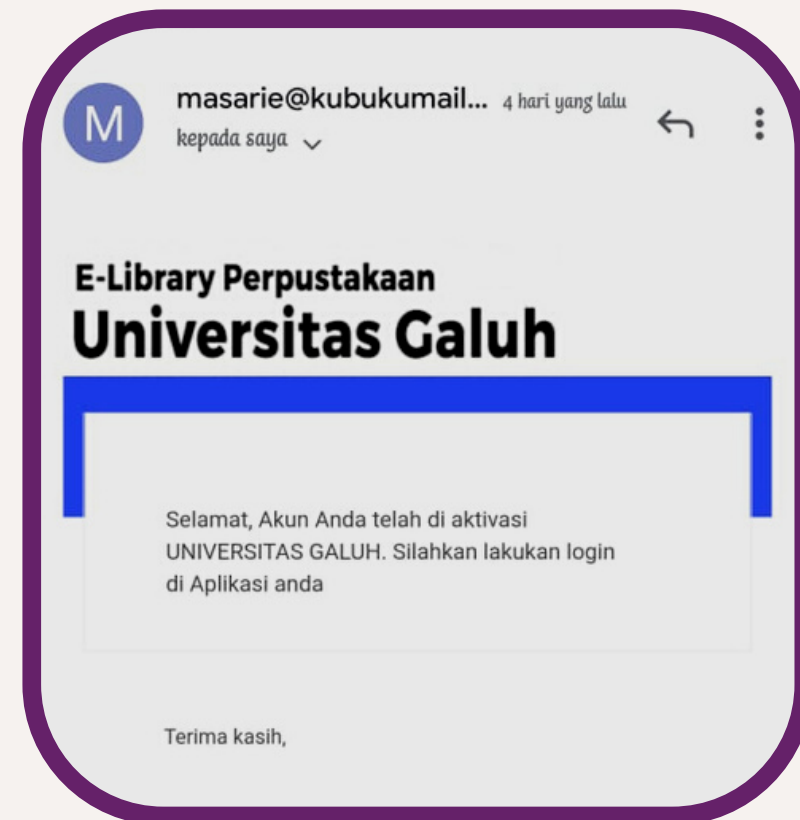 M
masarie@kubukumail... 4 hari yang lalu
kepada saya
E-Library Perpustakaan
Universitas Galuh
Selamat, Akun Anda telah di aktivasi
UNIVERSITAS GALUH. Silahkan lakukan login
di Aplikasi anda
Terima kasih,